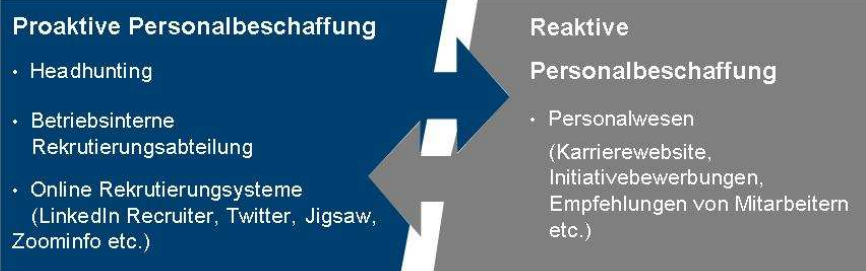 Proaktive Personalbeschaffung
• Headhunting
• Betriebsinterne
Rekrutierungsabteilung
• Online Rekrutierungsysteme
(LinkedIn Recruiter, Twitter, Jigsaw,
Zoominfo etc.)
Reaktive
Personalbeschaffung
• Personalwesen
(Karrierewebsite,
Initiativebewerbungen,
Empfehlungen von Mitarbeitern
etc.)